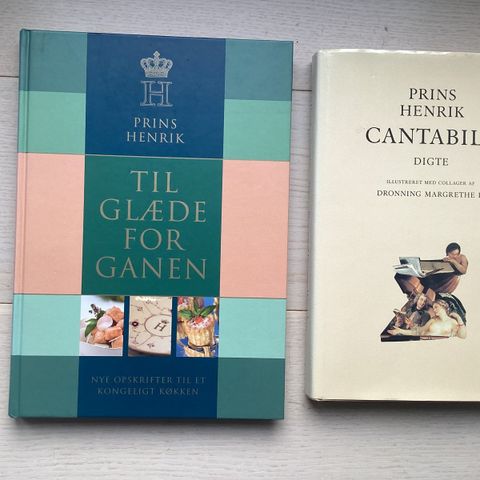 H
PRINS
HENRIK
TIL
GLÆDE
FOR
GANEN
H
NYE OPSKRIFTER TIL ET
KONGELIGT KØKKEN
PRINS
HENRIK
CANTABIL
DIGTE
ILLUSTRERET MED COLLAGER AF
DRONNING MARGRETHE